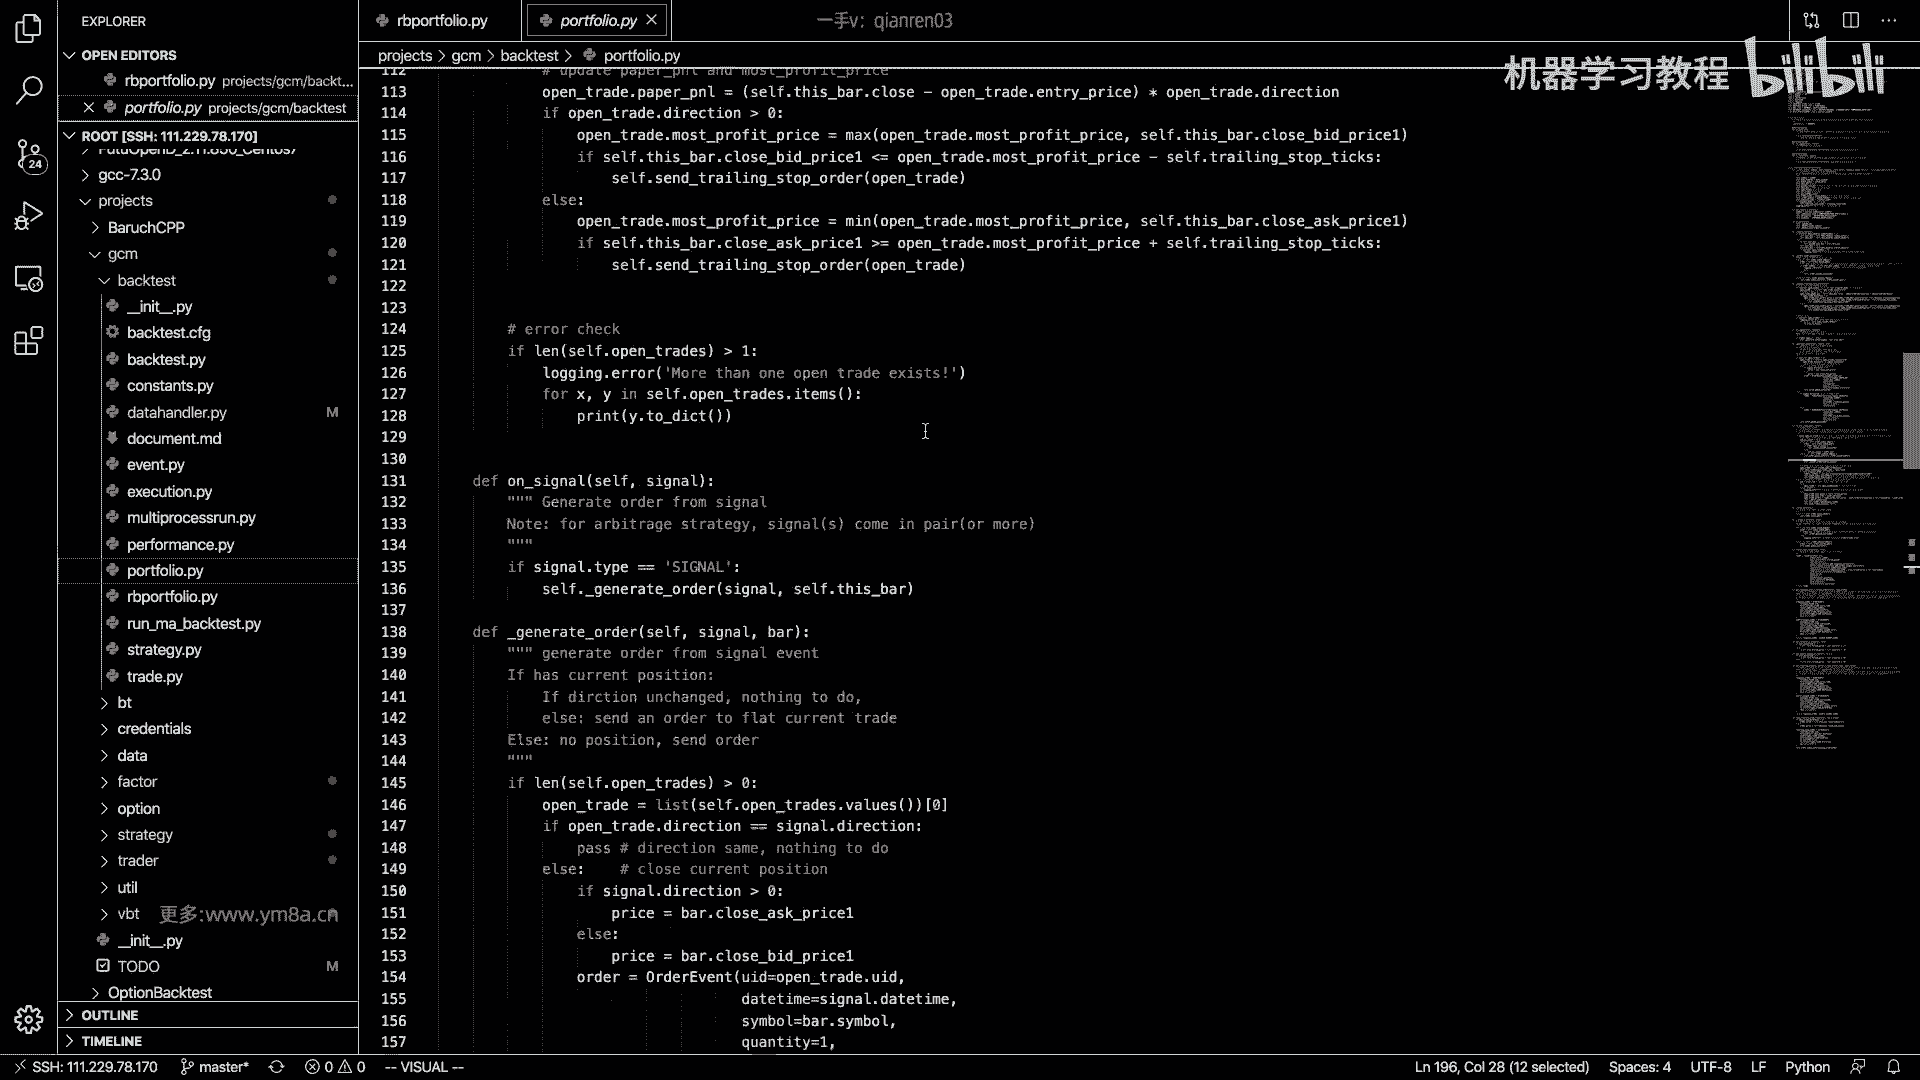 EXPLORER
OPEN EDITORS
rbportfolio.py projects/gcm/backt...
portfolio.py projects/gcm/backtest
ROOT [SSH: 111.229.78.170]
gcc-7.3.0
projects
BaruchCPP
gcm
backtest
__init__.py
backtest.cfg
backtest.py
constants.py
datahandler.py M
document.md
event.py
execution.py
multiprocessrun.py
performance.py
portfolio.py
rbportfolio.py
run_ma_backtest.py
strategy.py
trade.py
bt
credentials
data
factor
option
strategy
trader
util
vbt
更多:www.ym8a.cn
__init__.py
TODO M
OptionBacktest
OUTLINE
TIMELINE
24
rbportfolio.py
portfolio.py
一手v：qianren03
机器学习教程 bilibili
projects > gcm > backtest > portfolio.py
112 # update paper_pnl and most_profit_price
113 open_trade.paper_pnl = (self.this_bar.close - open_trade.entry_price) * open_trade.direction
114 if open_trade.direction > 0:
115 open_trade.most_profit_price = max(open_trade.most_profit_price, self.this_bar.close_bid_price1)
116 if self.this_bar.close_bid_price1 <= open_trade.most_profit_price - self.trailing_stop_ticks:
117 self.send_trailing_stop_order(open_trade)
118 else:
119 open_trade.most_profit_price = min(open_trade.most_profit_price, self.this_bar.close_ask_price1)
120 if self.this_bar.close_ask_price1 >= open_trade.most_profit_price + self.trailing_stop_ticks:
121 self.send_trailing_stop_order(open_trade)
122
123
124 # error check
125 if len(self.open_trades) > 1:
126 logging.error('More than one open trade exists!')
127 for x, y in self.open_trades.items():
128 print(y.to_dict())
129
130
131 def on_signal(self, signal):
132 """ Generate order from signal
133 Note: for arbitrage strategy, signal(s) come in pair(or more)
134 """
135 if signal.type == 'SIGNAL':
136 self._generate_order(signal, self.this_bar)
137
138 def _generate_order(self, signal, bar):
139 """ generate order from signal event
140 If has current position:
141 If dirction unchanged, nothing to do,
142 else: send an order to flat current trade
143 Else: no position, send order
144 """
145 if len(self.open_trades) > 0:
146 open_trade = list(self.open_trades.values())[0]
147 if open_trade.direction == signal.direction:
148 pass # direction same, nothing to do
149 else: # close current position
150 if signal.direction > 0:
151 price = bar.close_ask_price1
152 else:
153 price = bar.close_bid_price1
154 order = OrderEvent(uid=open_trade.uid,
155 datetime=signal.datetime,
156 symbol=bar.symbol,
157 quantity=1,
SSH: 111.229.78.170 master* 0 0 -- VISUAL -- Ln 196, Col 28 (12 selected) Spaces: 4 UTF-8 LF Python